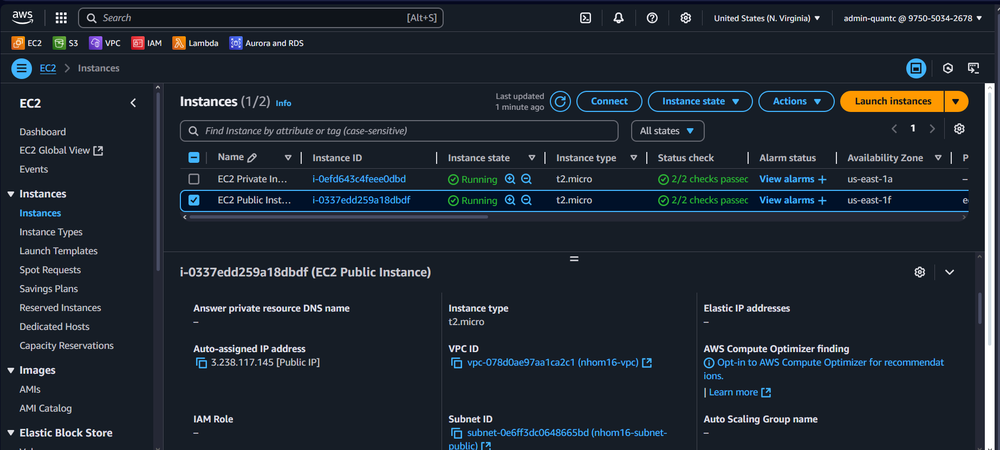 aws
Search [Alt+S]
United States (N. Virginia)
admin-quantc @ 9750-5034-2678
EC2
S3
VPC
IAM
Lambda
Aurora and RDS
EC2
Instances
EC2
Dashboard
EC2 Global View
Events
Instances
Instances
Instance Types
Launch Templates
Spot Requests
Savings Plans
Reserved Instances
Dedicated Hosts
Capacity Reservations
Images
AMIs
AMI Catalog
Elastic Block Store
Instances (1/2) Info
Last updated
1 minute ago
Connect
Instance state
Actions
Launch instances
Find Instance by attribute or tag (case-sensitive)
All states
1
Name Instance ID Instance state Instance type Status check Alarm status Availability Zone P
EC2 Private In... i-0efd643c4feee0dbd Running t2.micro 2/2 checks passec View alarms + us-east-1a –
EC2 Public Inst... i-0337edd259a18dbdf Running t2.micro 2/2 checks passec View alarms + us-east-1f e
i-0337edd259a18dbdf (EC2 Public Instance)
Answer private resource DNS name
–
Auto-assigned IP address
3.238.117.145 [Public IP]
IAM Role
–
Instance type
t2.micro
VPC ID
vpc-078d0ae97aa1ca2c1 (nhom16-vpc)
Subnet ID
subnet-0e6ff3dc0648665bd (nhom16-subnet-
public)
Elastic IP addresses
–
AWS Compute Optimizer finding
Opt-in to AWS Compute Optimizer for recommendat
ions.
| Learn more
Auto Scaling Group name
–